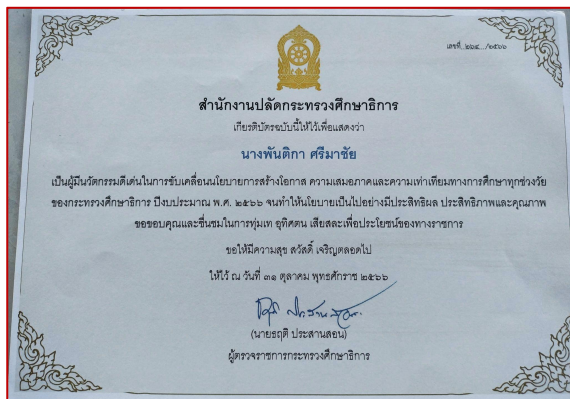 เลขที่..๒๖๔.../๒๕๖๖
สำนักงานปลัดกระทรวงศึกษาธิการ
เกียรติบัตรฉบับนี้ให้ไว้เพื่อแสดงว่า
นางพันติกา ศรีมาชัย
เป็นผู้มีนวัตกรรมดีเด่นในการขับเคลื่อนนโยบายการสร้างโอกาส ความเสมอภาคและความเท่าเทียมทางการศึกษาทุกช่วงวัย
ของกระทรวงศึกษาธิการ ปีงบประมาณ พ.ศ. ๒๕๖๖ จนทำให้นโยบายเป็นไปอย่างมีประสิทธิผล ประสิทธิภาพและคุณภาพ
ขอขอบคุณและชื่นชมในการทุ่มเท อุทิศตน เสียสละเพื่อประโยชน์ของทางราชการ
ขอให้มีความสุข สวัสดิ์ เจริญตลอดไป
ให้ไว้ ณ วันที่ ๓๑ ตุลาคม พุทธศักราช ๒๕๖๖
(นายธฤติ ประสานสอน)
ผู้ตรวจราชการกระทรวงศึกษาธิการ